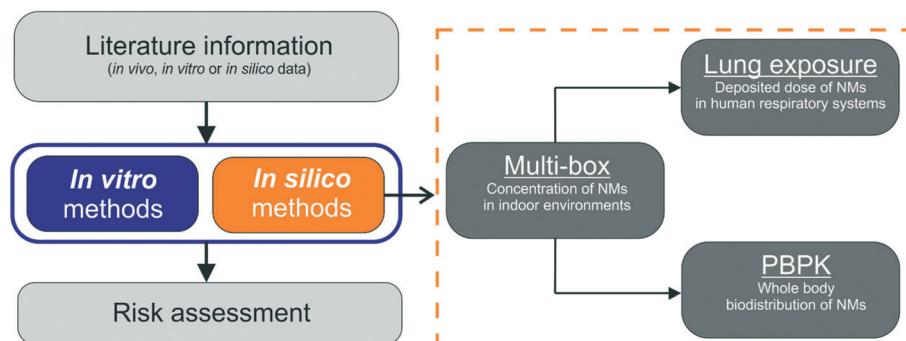 Literature information
(in vivo, in vitro or in silico data)
In vitro
methods
In silico
methods
Risk assessment
Multi-box
Concentration of NMs
in indoor environments
Lung exposure
Deposited dose of NMs
in human respiratory systems
PBPK
Whole body
biodistribution of NMs